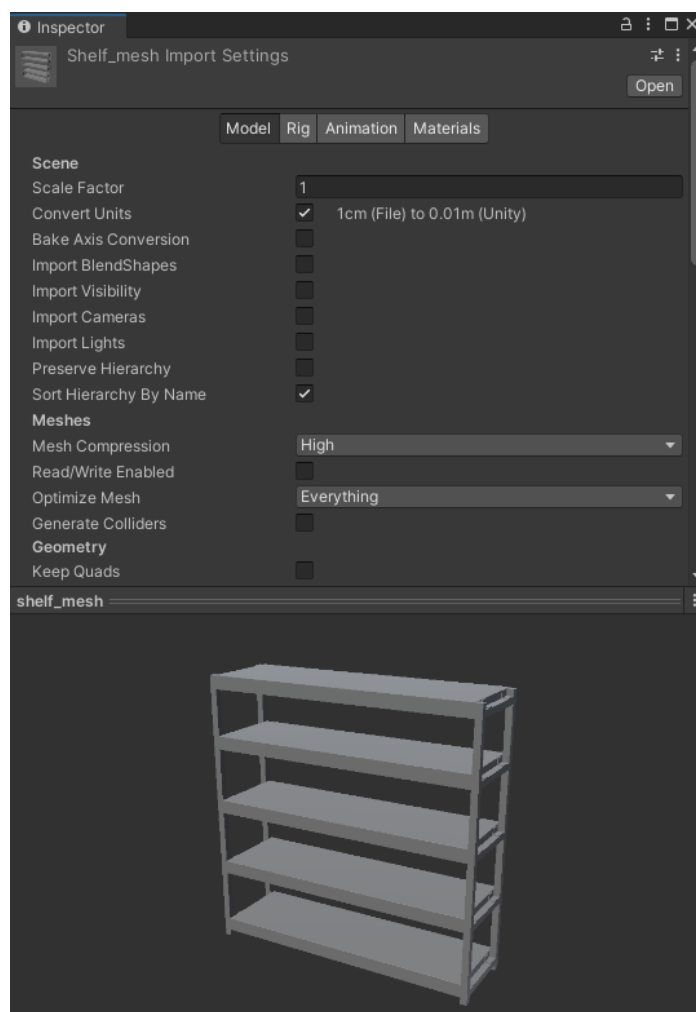 Inspector
Shelf_mesh Import Settings
Open
Model Rig Animation Materials
Scene
Scale Factor 1
Convert Units 1cm (File) to 0.01m (Unity)
Bake Axis Conversion
Import BlendShapes
Import Visibility
Import Cameras
Import Lights
Preserve Hierarchy
Sort Hierarchy By Name
Meshes
Mesh Compression High
Read/Write Enabled
Optimize Mesh Everything
Generate Colliders
Geometry
Keep Quads
shelf_mesh